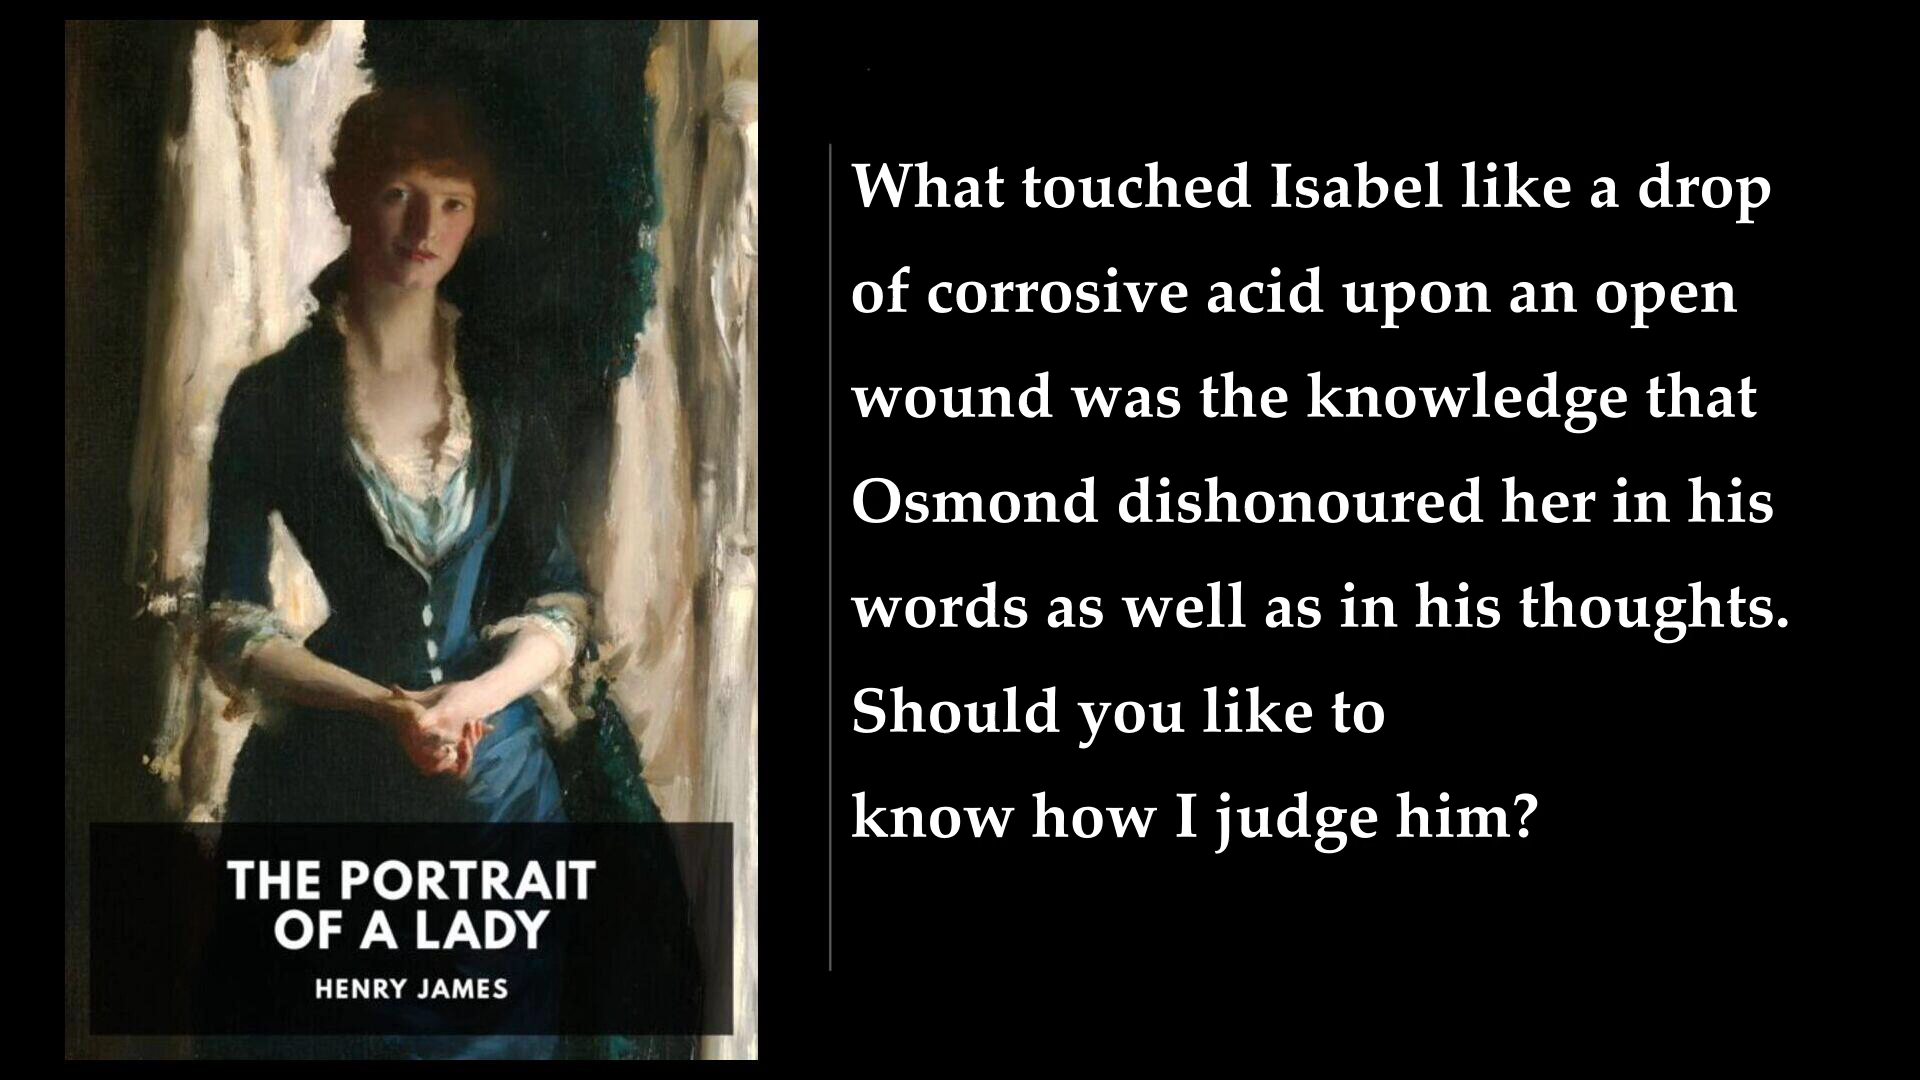 THE PORTRAIT
OF A LADY
HENRY JAMES
What touched Isabel like a drop
of corrosive acid upon an open
wound was the knowledge that
Osmond dishonoured her in his
words as well as in his thoughts.
Should you like to
know how I judge him?